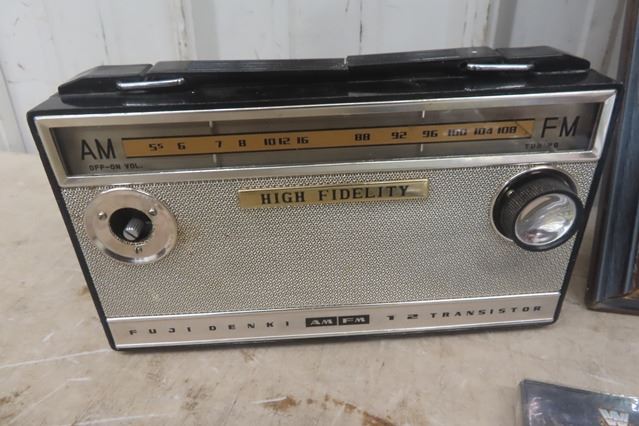 AM 55 6 7 8 10 12 16 88 92 96 100 104 108 FM
OFF-ON VOL.
HIGH FIDELITY
FUJI DENKI AM FM 12 TRANSISTOR
W